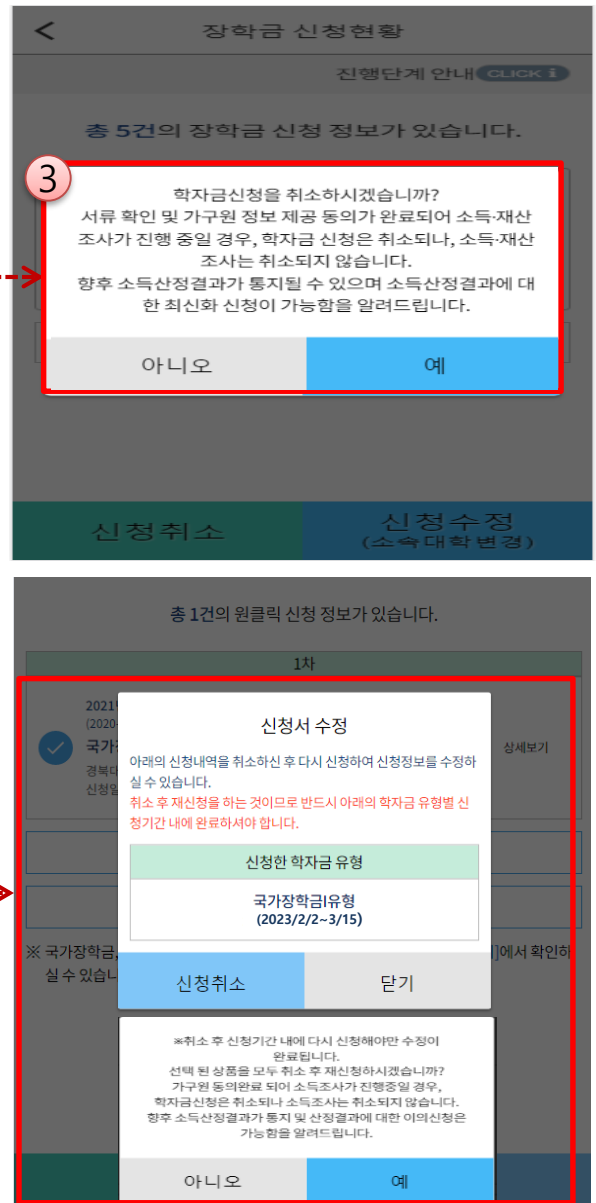 <
장학금 신청현황
진행단계 안내 CLICK i
총 5건의 장학금 신청 정보가 있습니다.
3
학자금신청을 취소하시겠습니까?
서류 확인 및 가구원 정보 제공 동의가 완료되어 소득·재산
조사가 진행 중일 경우, 학자금 신청은 취소되나, 소득·재산
조사는 취소되지 않습니다.
향후 소득산정결과가 통지될 수 있으며 소득산정결과에 대
한 최신화 신청이 가능함을 알려드립니다.
아니오
예
신청취소
신청수정
(소속대학변경)
총 1건의 원클릭 신청 정보가 있습니다.
1차
2021
(2020-
국가
경북대
신청일
상세보기
신청서 수정
아래의 신청내역을 취소하신 후 다시 신청하여 신청정보를 수정하
실 수 있습니다.
취소 후 재신청을 하는 것이므로 반드시 아래의 학자금 유형별 신
청기간 내에 완료하셔야 합니다.
신청한 학자금 유형
국가장학금I유형
(2023/2/2~3/15)
※ 국가장학금,
]에서 확인하
실 수 있습니
신청취소
닫기
※취소 후 신청기간 내에 다시 신청해야만 수정이
완료됩니다.
선택 된 상품을 모두 취소 후 재신청하시겠습니까?
가구원 동의완료 되어 소득조사가 진행중일 경우,
학자금신청은 취소되나 소득조사는 취소되지 않습니다.
향후 소득산정결과가 통지 및 산정결과에 대한 이의신청은
가능함을 알려드립니다.
아니오
예